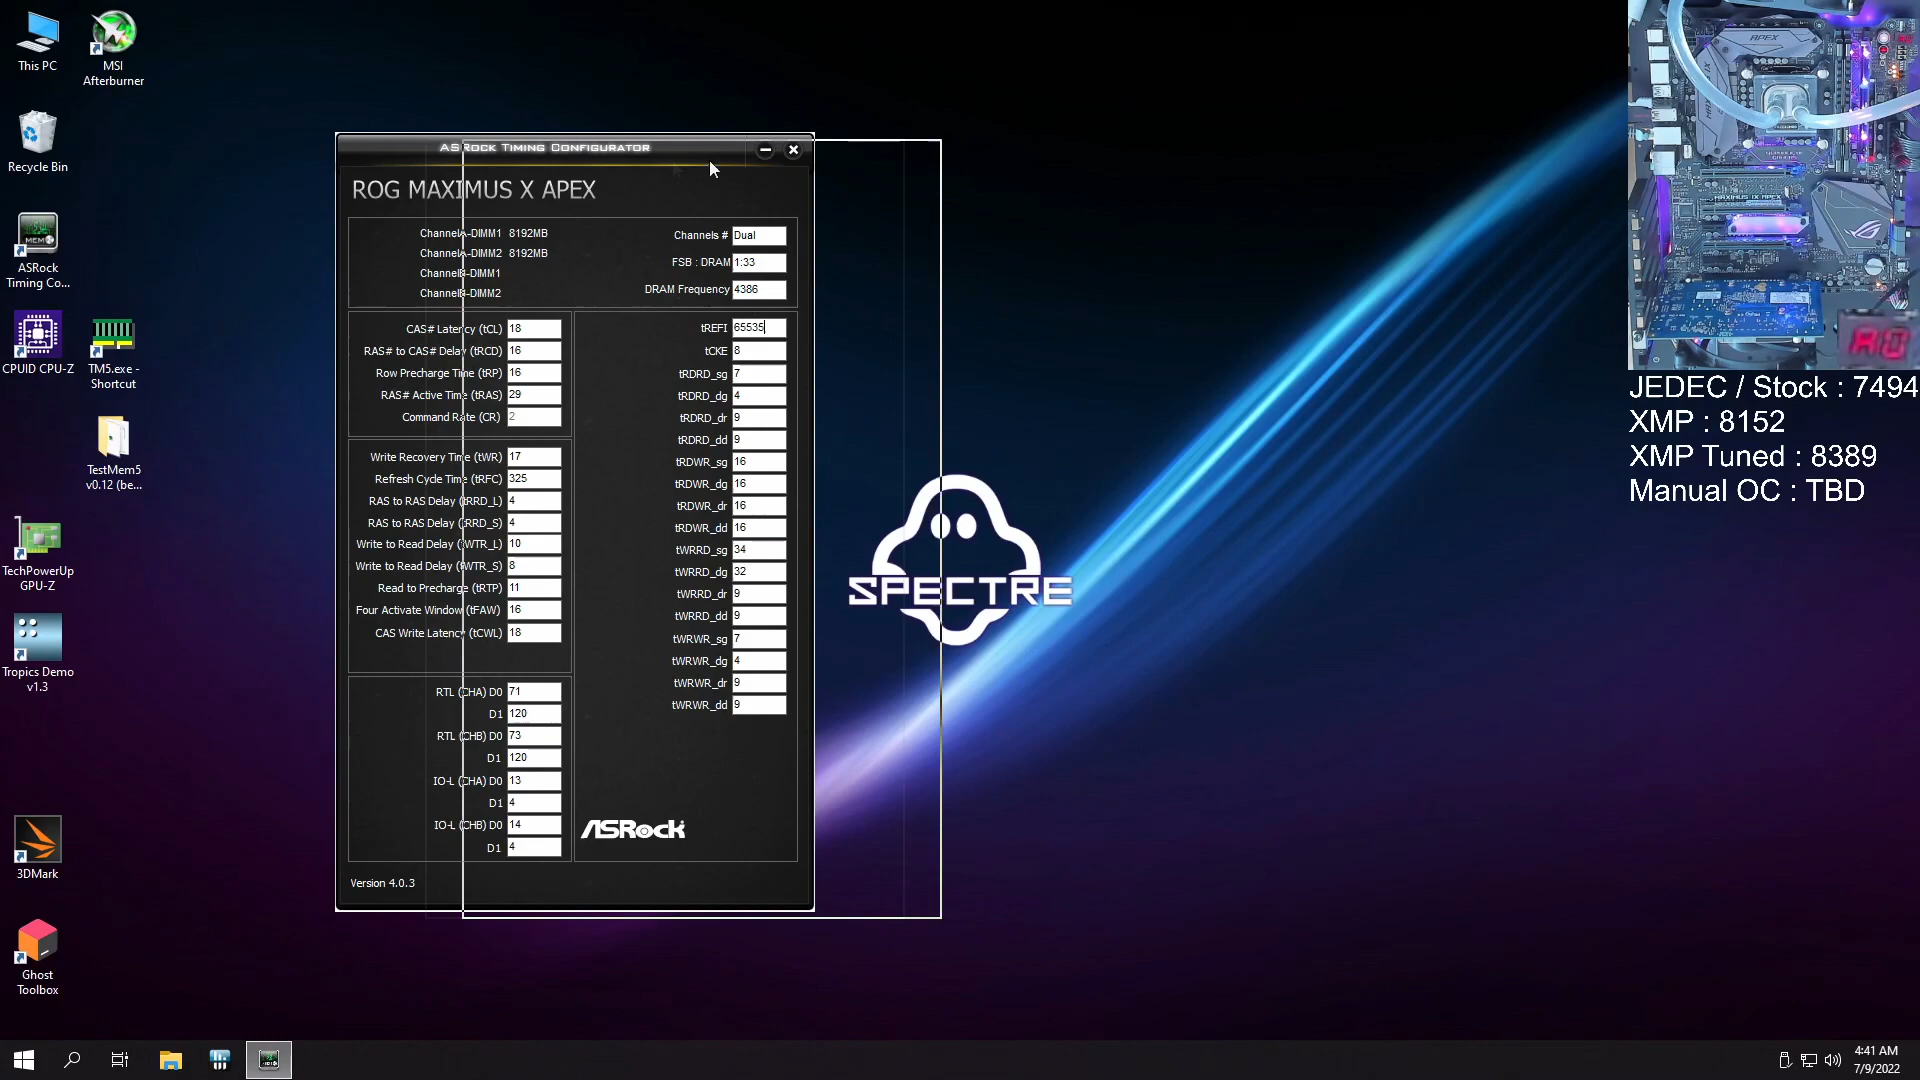 This PC
MSI
Afterburner
Recycle Bin
ASRock
Timing Co...
CPUID CPU-Z
TM5.exe -
Shortcut
TestMem5
v0.12 (be...
TechPowerUp
GPU-Z
Tropics Demo
v1.3
3DMark
Ghost
Toolbox
ASRock Timing Configurator
ROG MAXIMUS X APEX
ChannelA-DIMM1 8192MB
ChannelA-DIMM2 8192MB
ChannelB-DIMM1
ChannelB-DIMM2
Channels # Dual
FSB : DRAM 1:33
DRAM Frequency 4386
CAS# Latency (tCL) 18
RAS# to CAS# Delay (tRCD) 16
Row Precharge Time (tRP) 16
RAS# Active Time (tRAS) 29
Command Rate (CR) 2
Write Recovery Time (tWR) 17
Refresh Cycle Time (tRFC) 325
RAS to RAS Delay (tRRD_L) 4
RAS to RAS Delay (tRRD_S) 4
Write to Read Delay (tWTR_L) 10
Write to Read Delay (tWTR_S) 8
Read to Precharge (tRTP) 11
Four Activate Window (tFAW) 16
CAS Write Latency (tCWL) 18
RTL (CHA) D0 71
D1 120
RTL (CHB) D0 73
D1 120
IO-L (CHA) D0 13
D1 4
IO-L (CHB) D0 14
D1 4
tREFI 65535
tCKE 8
tRDRD_sg 7
tRDRD_dg 4
tRDRD_dr 9
tRDRD_dd 9
tRDWR_sg 16
tRDWR_dg 16
tRDWR_dr 16
tRDWR_dd 16
tWRRD_sg 34
tWRRD_dg 32
tWRRD_dr 9
tWRRD_dd 9
tWRWR_sg 7
tWRWR_dg 4
tWRWR_dr 9
tWRWR_dd 9
ASRock
Version 4.0.3
SPECTRE
APEX
MAXIMUS IX APEX
A0
JEDEC / Stock : 7494
XMP : 8152
XMP Tuned : 8389
Manual OC : TBD
4:41 AM
7/9/2022